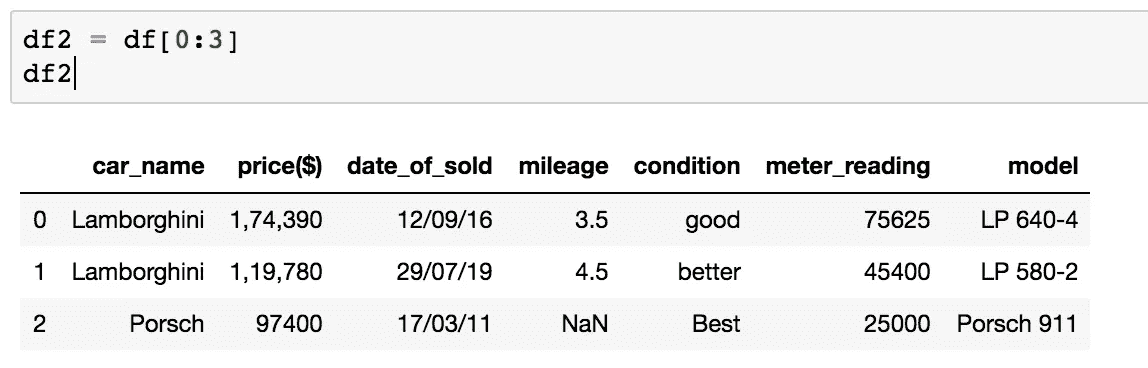 df2 = df[0:3]
df2
car_name price($) date_of_sold mileage condition meter_reading model
0 Lamborghini 1,74,390 12/09/16 3.5 good 75625 LP 640-4
1 Lamborghini 1,19,780 29/07/19 4.5 better 45400 LP 580-2
2 Porsch 97400 17/03/11 NaN Best 25000 Porsch 911